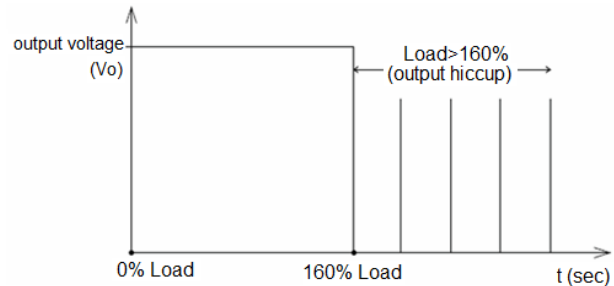 output voltage
(Vo)
Load>160%
(output hiccup)
0% Load
160% Load
t (sec)